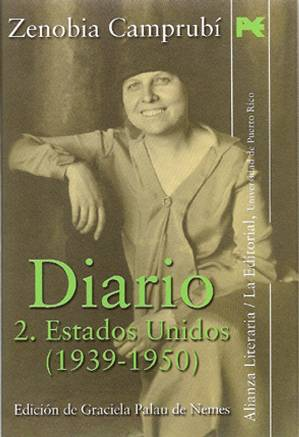 Zenobia Camprubí
Diario
2. Estados Unidos
(1939-1950)
Edición de Graciela Palau de Nemes
Alianza Literaria / La Editorial, Universidad de Puerto Rico